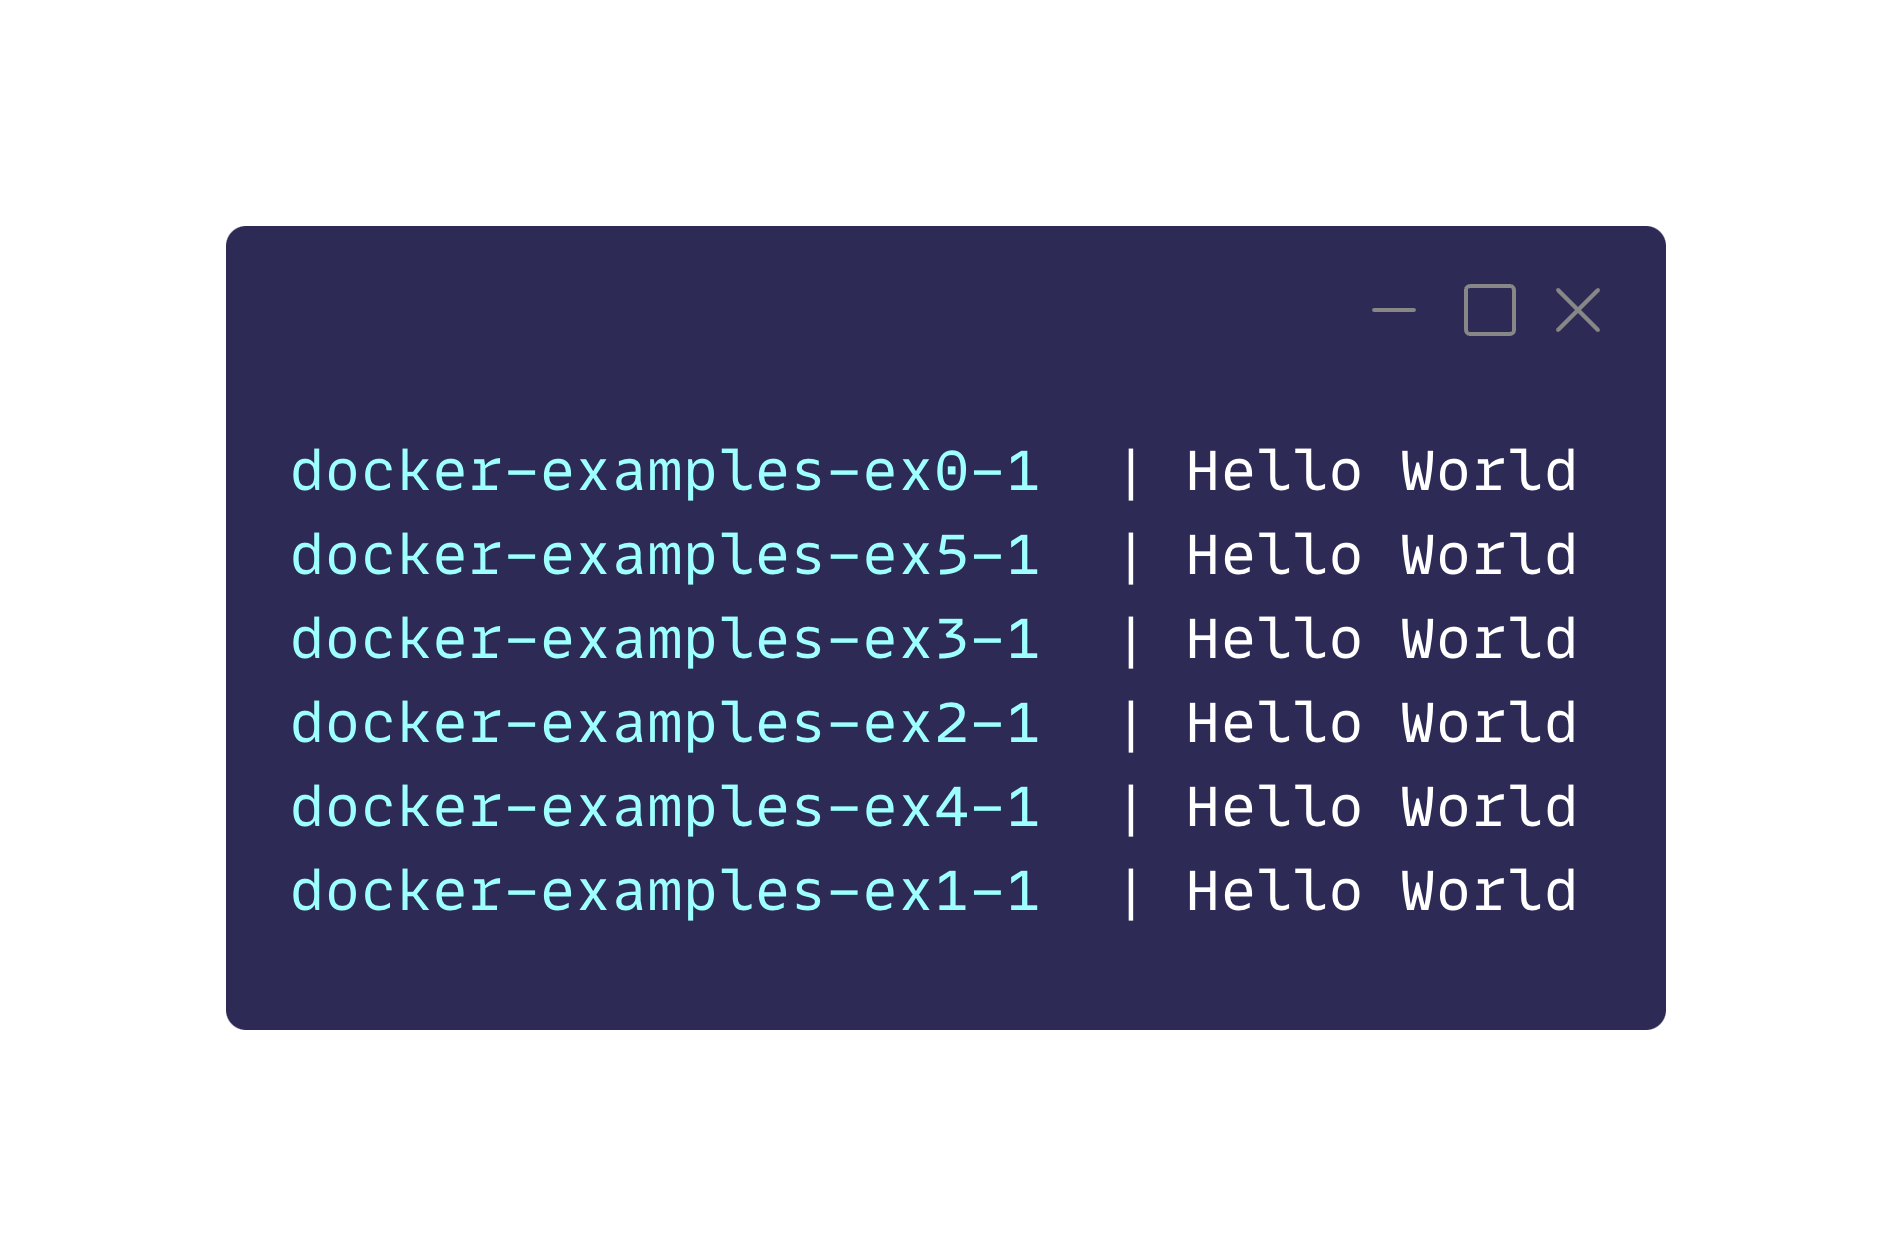 docker-examples-ex0-1  | Hello World
docker-examples-ex5-1  | Hello World
docker-examples-ex3-1  | Hello World
docker-examples-ex2-1  | Hello World
docker-examples-ex4-1  | Hello World
docker-examples-ex1-1  | Hello World